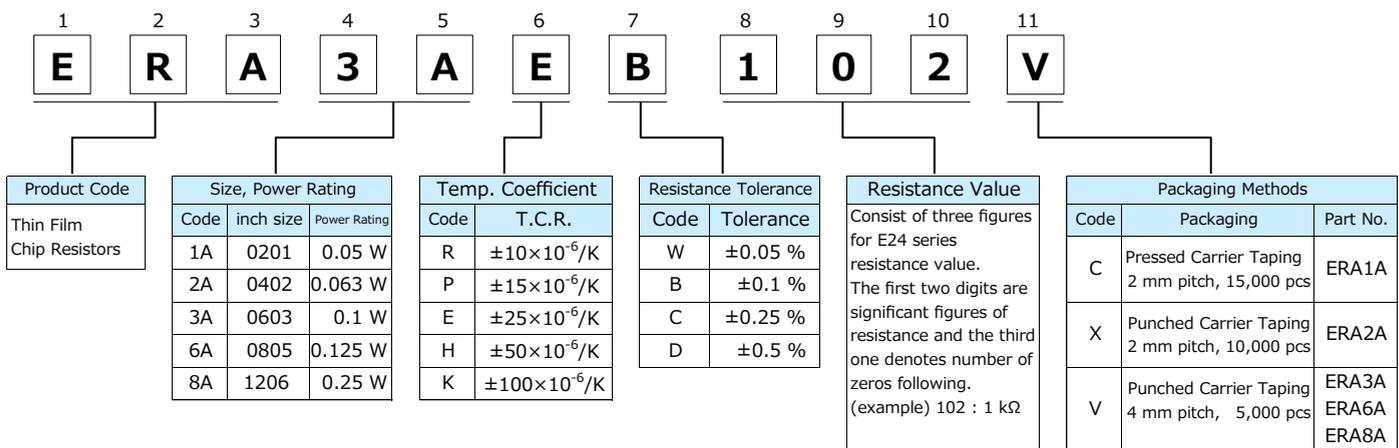 1 2 3 4 5 6 7 8 9 10 11
E R A 3 A E B 1 0 2 V
Product Code
Thin Film
Chip Resistors
Size, Power Rating
Code inch size Power Rating
1A 0201 0.05 W
2A 0402 0.063 W
3A 0603 0.1 W
6A 0805 0.125 W
8A 1206 0.25 W
Temp. Coefficient
Code T.C.R.
R ±10×10⁻⁶/K
P ±15×10⁻⁶/K
E ±25×10⁻⁶/K
H ±50×10⁻⁶/K
K ±100×10⁻⁶/K
Resistance Tolerance
Code Tolerance
W ±0.05 %
B ±0.1 %
C ±0.25 %
D ±0.5 %
Resistance Value
Consist of three figures
for E24 series
resistance value.
The first two digits are
significant figures of
resistance and the third
one denotes number of
zeros following.
(example) 102 : 1 kΩ
Packaging Methods
Code Packaging Part No.
C Pressed Carrier Taping
2 mm pitch, 15,000 pcs ERA1A
X Punched Carrier Taping
2 mm pitch, 10,000 pcs ERA2A
V Punched Carrier Taping
4 mm pitch, 5,000 pcs ERA3A
ERA6A
ERA8A